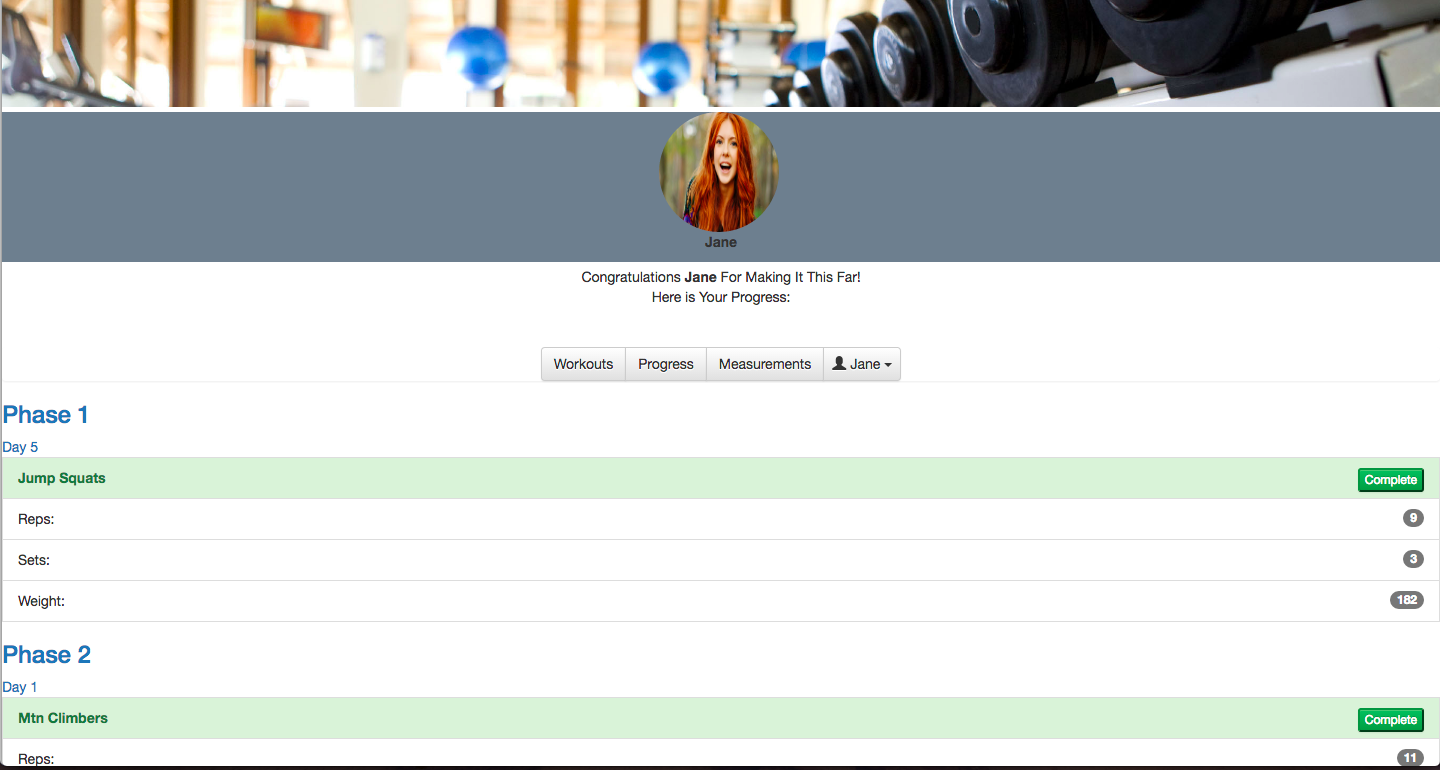 Jane
Congratulations Jane For Making It This Far!
Here is Your Progress:
Workouts Progress Measurements Jane
Phase 1
Day 5
Jump Squats Complete
Reps: 9
Sets: 3
Weight: 182
Phase 2
Day 1
Mtn Climbers Complete
Reps: 11